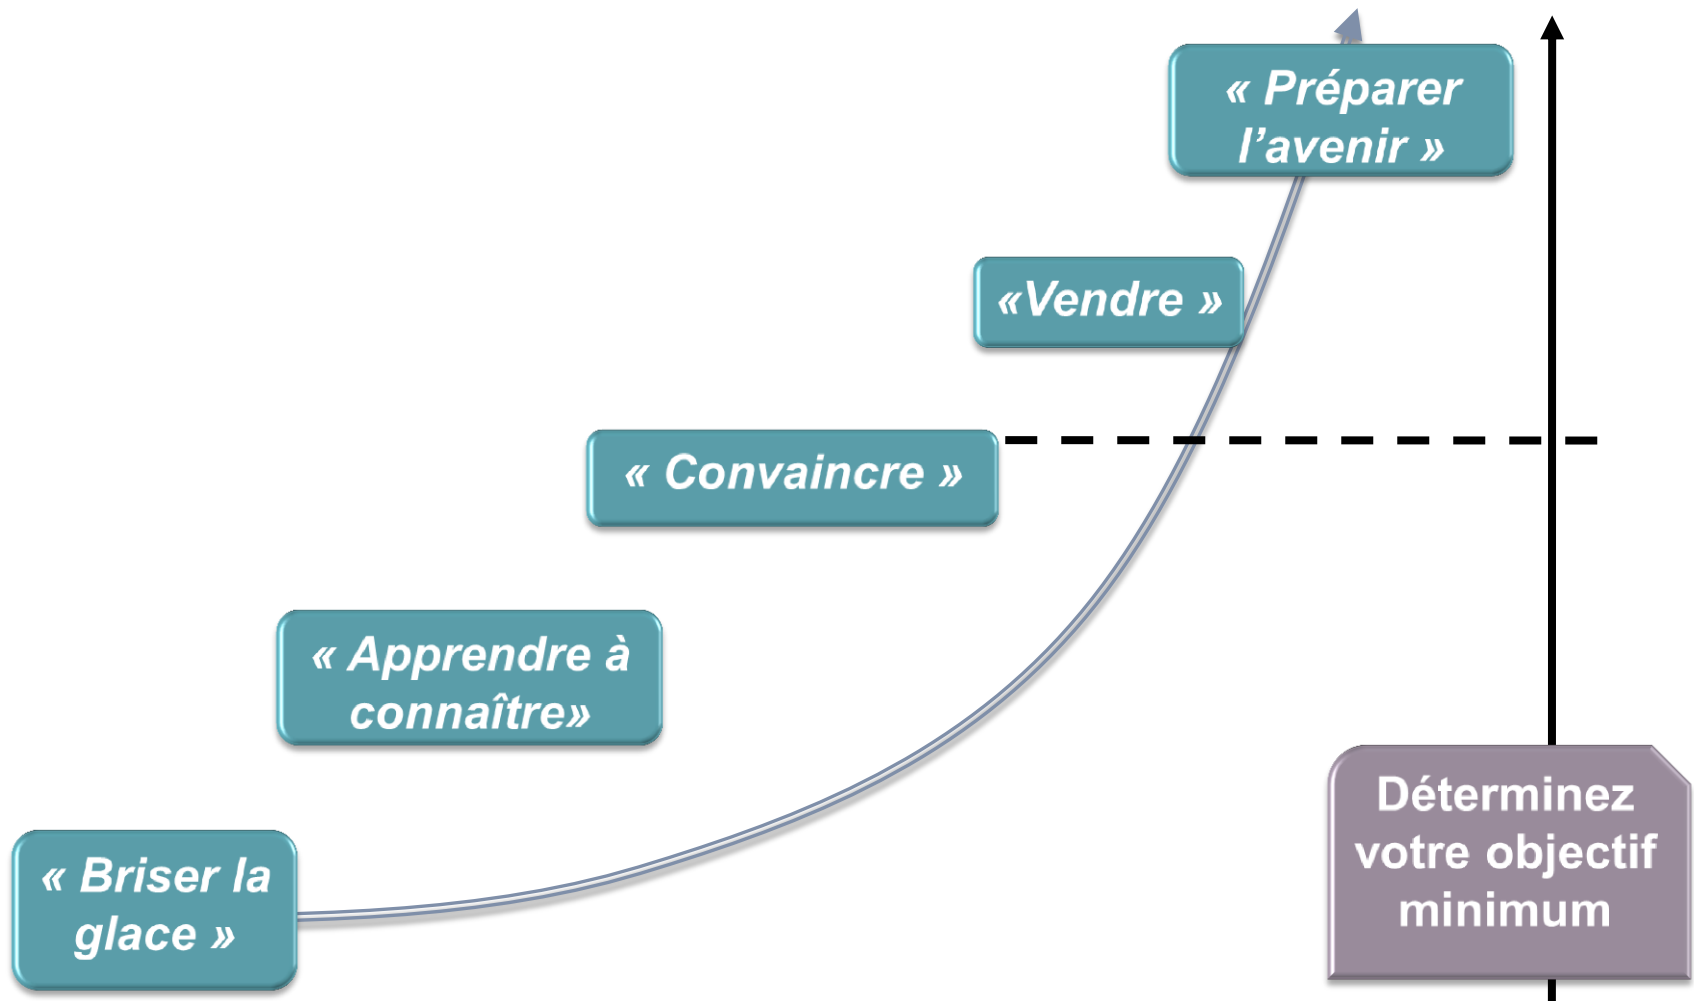 « Préparer
l’avenir »
«Vendre »
« Convaincre »
« Apprendre à
connaître»
« Briser la
glace »
Déterminez
votre objectif
minimum